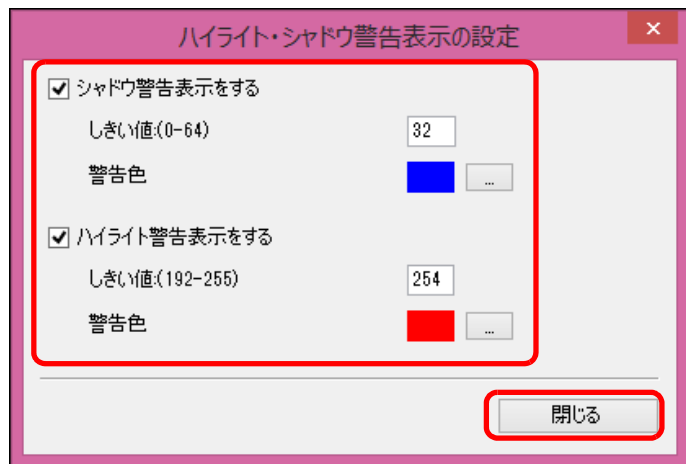 ハイライト・シャドウ警告表示の設定
×
シャドウ警告表示をする
しきい値:(0-64) 32
警告色 ...
ハイライト警告表示をする
しきい値:(192-255) 254
警告色 ...
閉じる